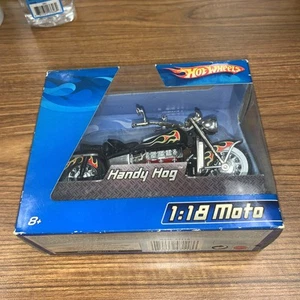 HOT WHEELS
Handy Hog
8+
1:18 Moto